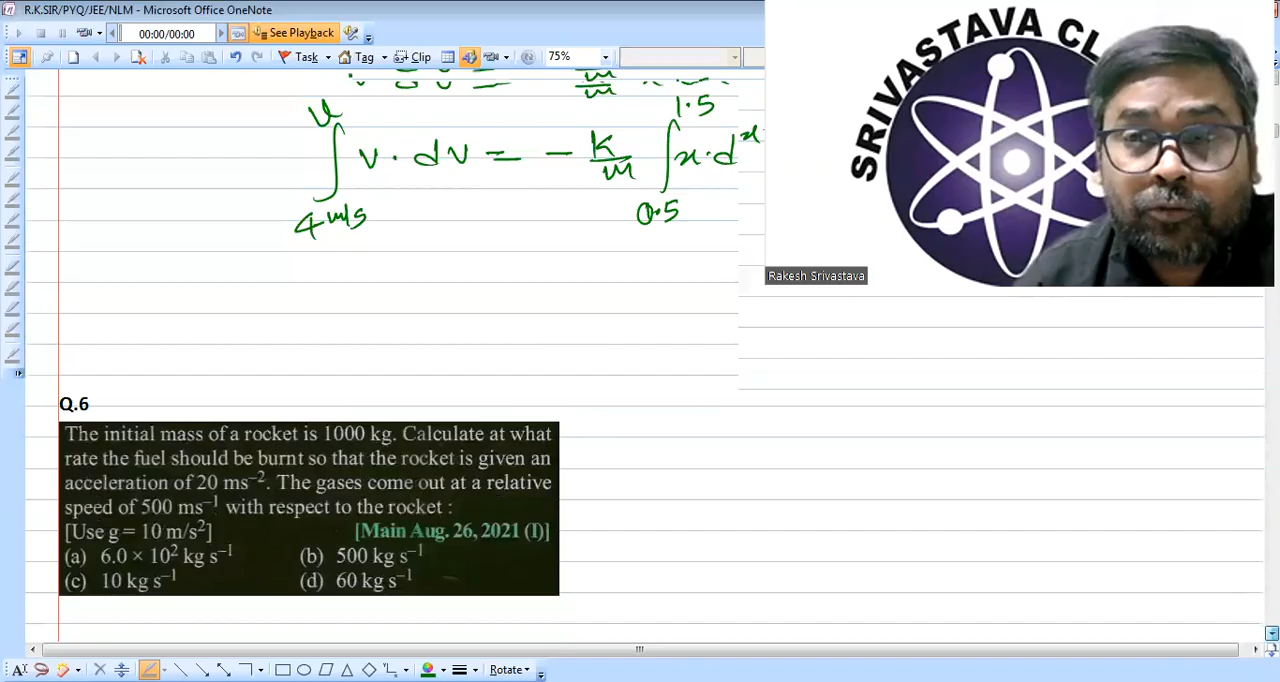 R.K.SIR/PYQ/JEE/NLM - Microsoft Office OneNote
00:00/00:00 See Playback
Task Tag Clip 75%
SRIVASTAVA CL
v 1.5
∫ v · dv = - K/m ∫ x · dx
4 m/s 0.5
Rakesh Srivastava
Q.6
The initial mass of a rocket is 1000 kg. Calculate at what
rate the fuel should be burnt so that the rocket is given an
acceleration of 20 ms⁻². The gases come out at a relative
speed of 500 ms⁻¹ with respect to the rocket :
[Use g = 10 m/s²] [Main Aug. 26, 2021 (I)]
(a) 6.0 × 10² kg s⁻¹ (b) 500 kg s⁻¹
(c) 10 kg s⁻¹ (d) 60 kg s⁻¹
Rotate